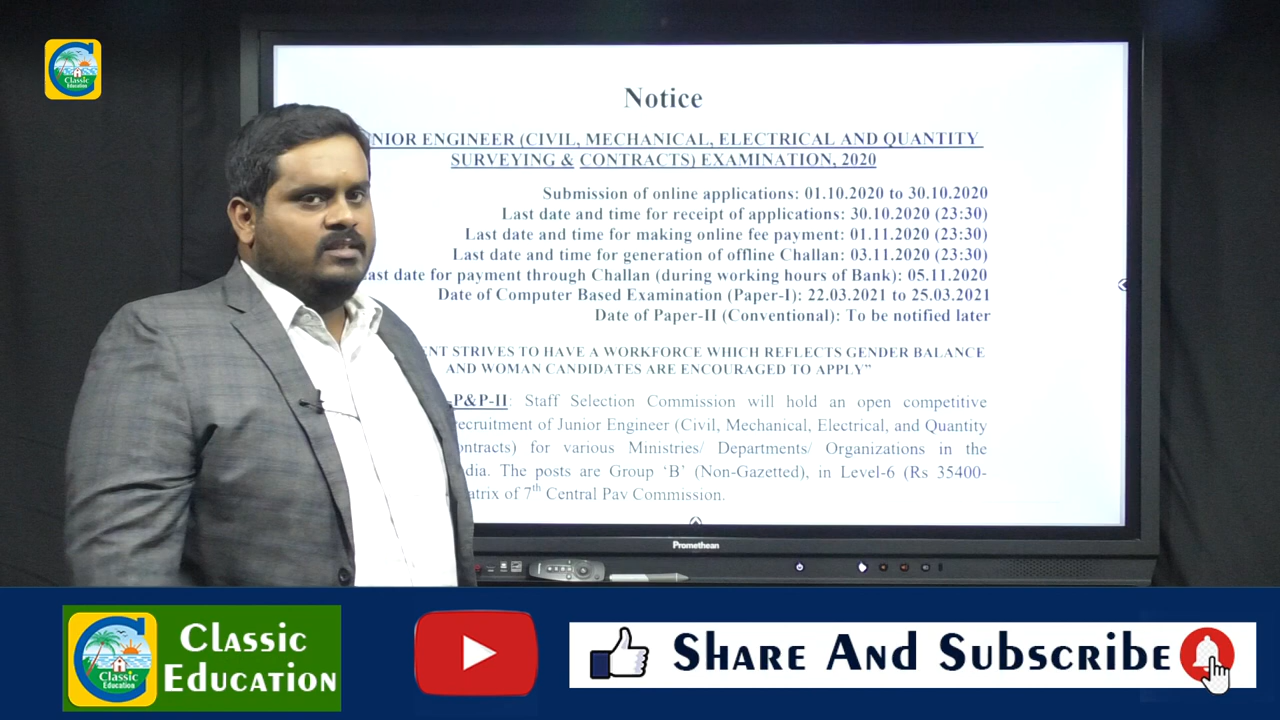 Classic
Education
Notice
NIOR ENGINEER (CIVIL, MECHANICAL, ELECTRICAL AND QUANTITY
SURVEYING & CONTRACTS) EXAMINATION, 2020
Submission of online applications: 01.10.2020 to 30.10.2020
Last date and time for receipt of applications: 30.10.2020 (23:30)
Last date and time for making online fee payment: 01.11.2020 (23:30)
Last date and time for generation of offline Challan: 03.11.2020 (23:30)
ast date for payment through Challan (during working hours of Bank): 05.11.2020
Date of Computer Based Examination (Paper-I): 22.03.2021 to 25.03.2021
Date of Paper-II (Conventional): To be notified later
ENT STRIVES TO HAVE A WORKFORCE WHICH REFLECTS GENDER BALANCE
AND WOMAN CANDIDATES ARE ENCOURAGED TO APPLY”
-P&P-II: Staff Selection Commission will hold an open competitive
ecruitment of Junior Engineer (Civil, Mechanical, Electrical, and Quantity
ontracts) for various Ministries/ Departments/ Organizations in the
dia. The posts are Group ‘B’ (Non-Gazetted), in Level-6 (Rs 35400-
atrix of 7th Central Pay Commission.
Promethean
Classic
Education
Classic
Education
Share And Subscribe